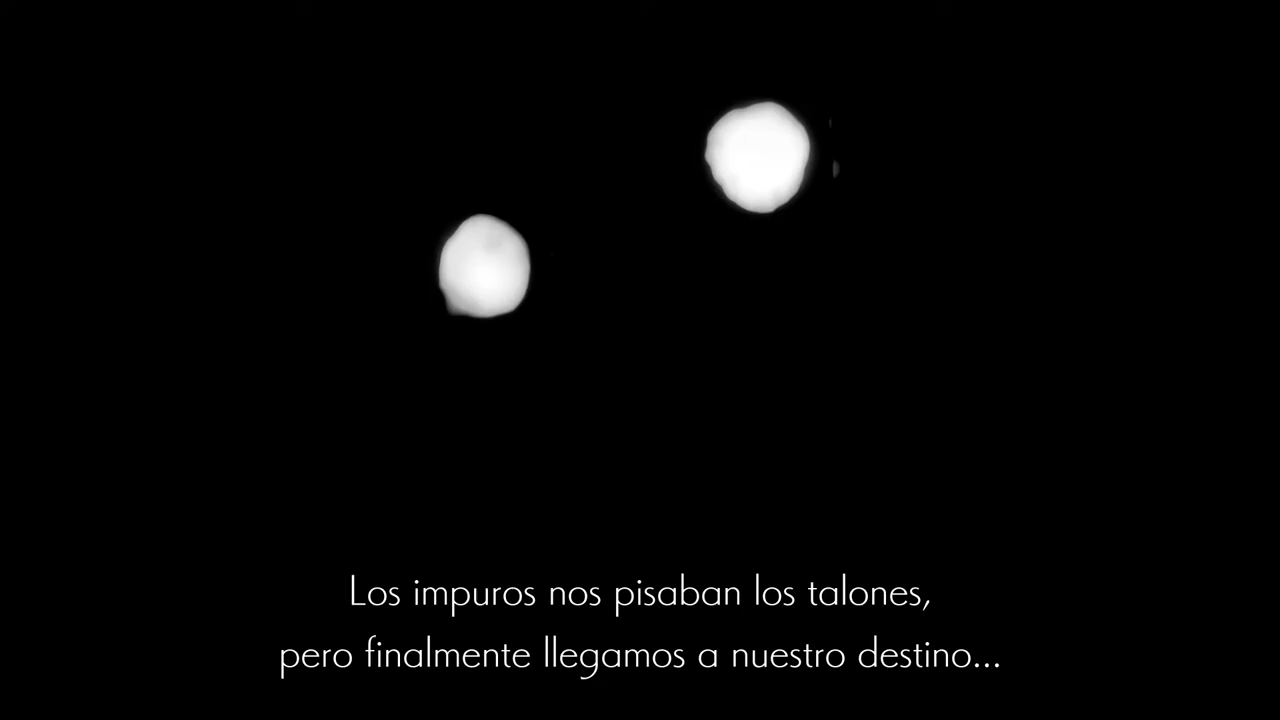 Los impuros nos pisaban los talones,
pero finalmente llegamos a nuestro destino...